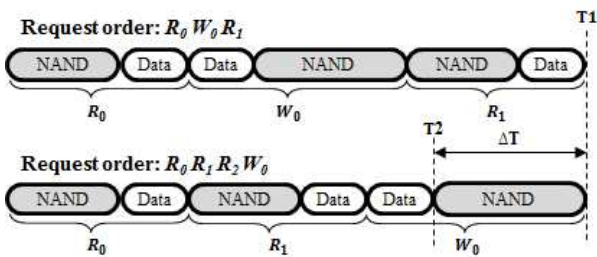 Request order: R0 W0 R1
T1
NAND Data Data NAND NAND Data
R0 W0 R1
T2
ΔT
Request order: R0 R1 R2 W0
NAND Data NAND Data Data NAND
R0 R1 W0